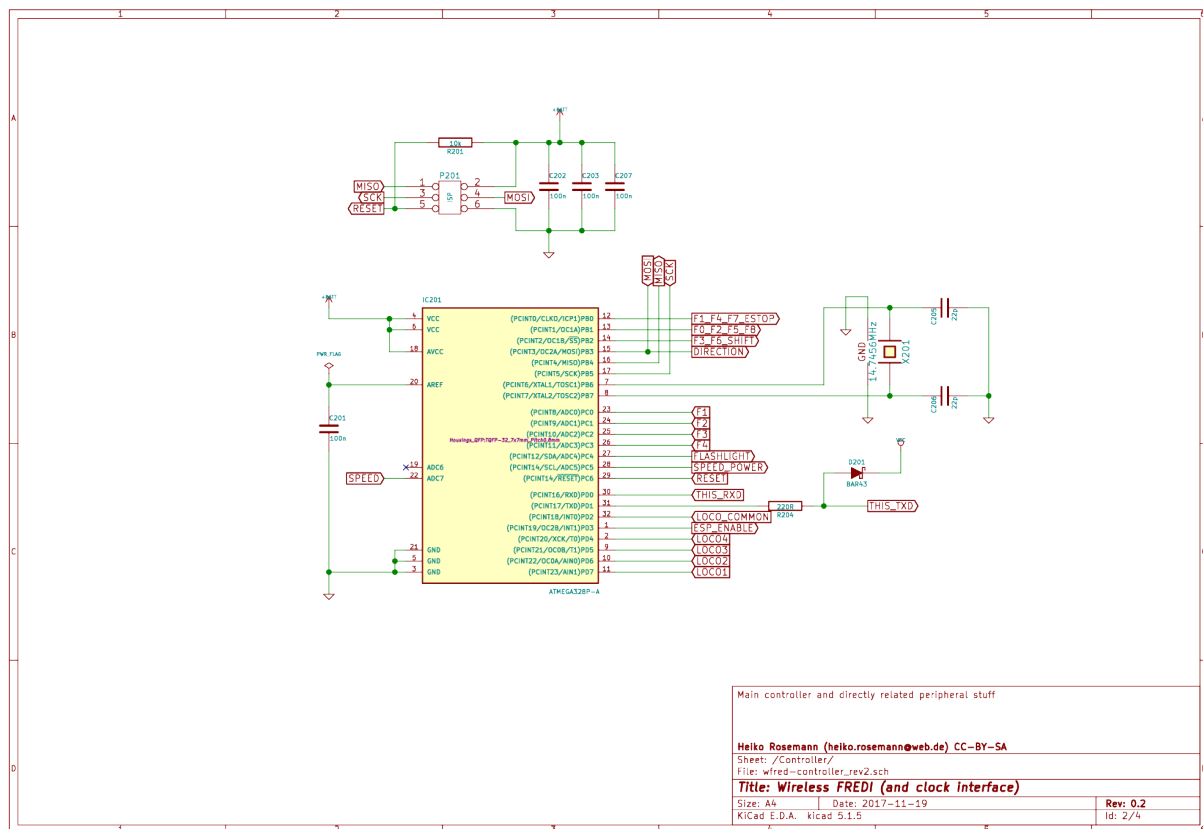 1 2 3 4 5
A
+BATT
10k
R201
P201
ISP
MISO 1 2
SCK 3 4 MOSI
RESET 5 6
C202 C203 C207
100n 100n 100n
MOSI MISO SCK
B
+BATT
IC201
4 VCC (PCINT0/CLKO/ICP1)PB0 12 F1_F4_F7_ESTOP
6 VCC (PCINT1/OC1A)PB1 13 F0_F2_F5_F8
(PCINT2/OC1B/SS)PB2 14 F3_F6_SHIFT
18 AVCC (PCINT3/OC2A/MOSI)PB3 15 DIRECTION
(PCINT4/MISO)PB4 16
(PCINT5/SCK)PB5 17
20 AREF (PCINT6/XTAL1/TOSC1)PB6 7
(PCINT7/XTAL2/TOSC2)PB7 8
PWR_FLAG
C201
100n
(PCINT8/ADC0)PC0 23 F1
(PCINT9/ADC1)PC1 24 F2
(PCINT10/ADC2)PC2 25 F3
(PCINT11/ADC3)PC3 26 F4
Housings_QFP:TQFP-32_7x7mm_Pitch0.8mm
(PCINT12/SDA/ADC4)PC4 27 FLASHLIGHT
19 ADC6 (PCINT14/SCL/ADC5)PC5 28 SPEED_POWER
SPEED 22 ADC7 (PCINT14/RESET)PC6 29 RESET
(PCINT16/RXD)PD0 30 THIS_RXD
(PCINT17/TXD)PD1 31
(PCINT18/INT0)PD2 32 LOCO_COMMON
(PCINT19/OC2B/INT1)PD3 1 ESP_ENABLE
(PCINT20/XCK/T0)PD4 2 LOCO4
21 GND (PCINT21/OC0B/T1)PD5 9 LOCO3
5 GND (PCINT22/OC0A/AIN0)PD6 10 LOCO2
3 GND (PCINT23/AIN1)PD7 11 LOCO1
ATMEGA328P-A
GND
14.7456MHz
X201
C205
22p
C206
22p
VCC
D201
BAR43
220R
R204
THIS_TXD
C
D
Main controller and directly related peripheral stuff
Heiko Rosemann (heiko.rosemann@web.de) CC-BY-SA
Sheet: /Controller/
File: wfred-controller_rev2.sch
Title: Wireless FREDI (and clock interface)
Size: A4 Date: 2017-11-19 Rev: 0.2
KiCad E.D.A. kicad 5.1.5 Id: 2/4
1 2 3 4 5